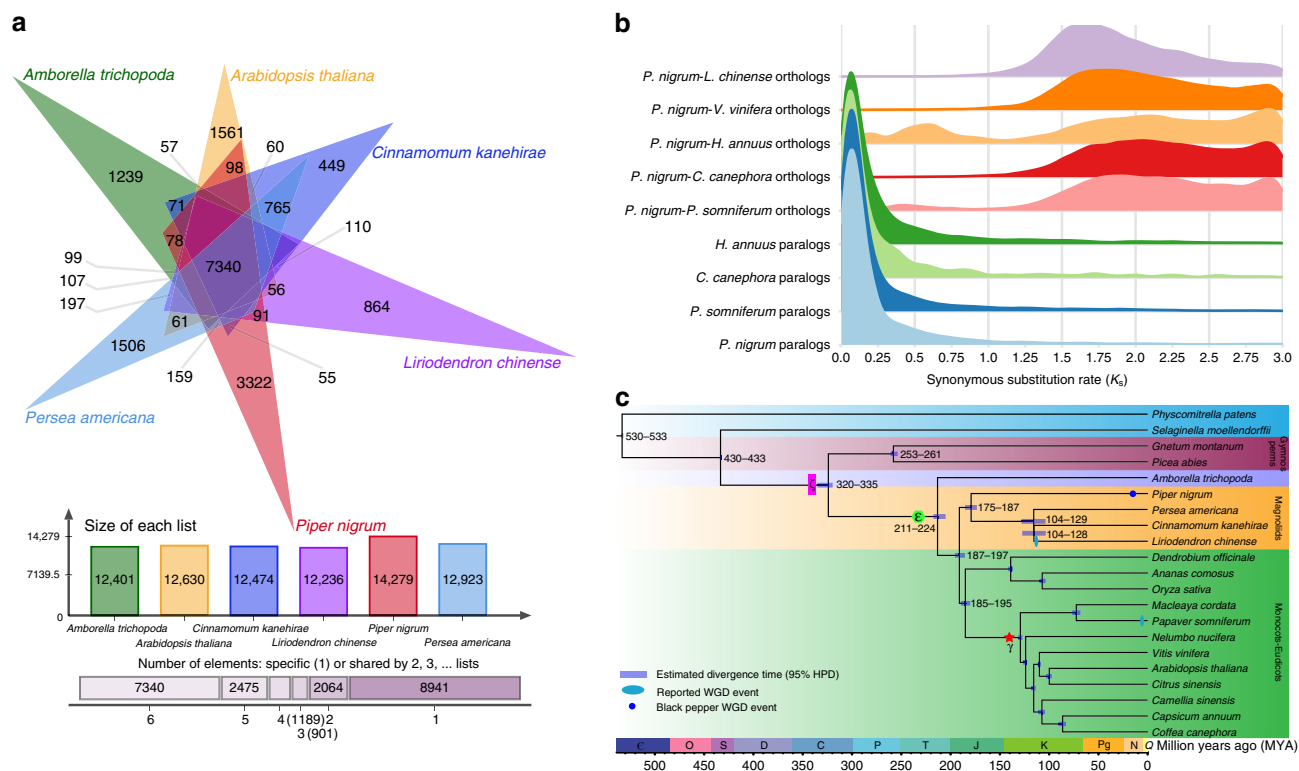 a
Amborella trichopoda
Arabidopsis thaliana
Cinnamomum kanehirae
Liriodendron chinense
Piper nigrum
Persea americana
1561
57
60
98
449
1239
71
765
110
78
99
7340
107
56
197
864
61
91
1506
159
3322
55
Size of each list
14,279
7139.5
0
12,401
12,630
12,474
12,236
14,279
12,923
Amborella trichopoda
Cinnamomum kanehirae
Piper nigrum
Arabidopsis thaliana
Liriodendron chinense
Persea americana
Number of elements: specific (1) or shared by 2, 3, ... lists
7340
2475
2064
8941
6
5
4 (1189) 2
1
3 (901)
b
P. nigrum-L. chinense orthologs
P. nigrum-V. vinifera orthologs
P. nigrum-H. annuus orthologs
P. nigrum-C. canephora orthologs
P. nigrum-P. somniferum orthologs
H. annuus paralogs
C. canephora paralogs
P. somniferum paralogs
P. nigrum paralogs
0.0 0.25 0.5 0.75 1.0 1.25 1.5 1.75 2.0 2.25 2.5 2.75 3.0
Synonymous substitution rate (Ks)
c
Physcomitrella patens
530–533
Selaginella moellendorffii
430–433
Gnetum montanum
253–261
Picea abies
Gymnos
perms
320–335
Amborella trichopoda
ε
211–224
Piper nigrum
175–187
Persea americana
104–129
Cinnamomum kanehirae
104–128
Liriodendron chinense
Magnoliids
187–197
Dendrobium officinale
Ananas comosus
Oryza sativa
185–195
Macleaya cordata
Papaver somniferum
γ
Nelumbo nucifera
Vitis vinifera
Arabidopsis thaliana
Citrus sinensis
Camellia sinensis
Capsicum annuum
Coffea canephora
Monocots-Eudicots
Estimated divergence time (95% HPD)
Reported WGD event
Black pepper WGD event
Є O S D C P T J K Pg N Q Million years ago (MYA)
500 450 400 350 300 250 200 150 100 50 0